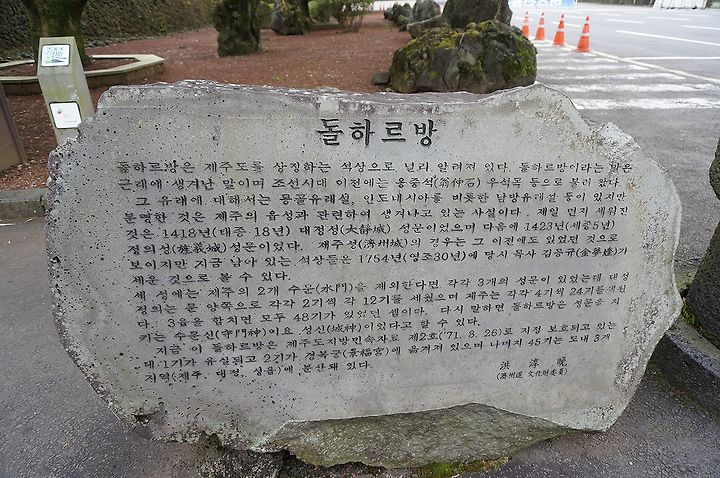 돌하르방
돌하르방은 제주도를 상징하는 석상으로 널리 알려져 있다. 돌하르방이라는 말은
근래에 생겨난 말이며 조선시대 이전에는 옹중석(翁仲石) 우석목 등으로 불려 왔다.
그 유래에 대해서는 몽골유래설, 인도네시아를 비롯한 남방유래설 등이 있지만
분명한 것은 제주의 읍성과 관련하여 생겨나고 있는 사실이다. 제일 먼저 세워진
것은 1418년(태종 18년) 대정성(大靜城) 성문이었으며 다음에 1423년(세종5년)
정의성(旌義城)성문이었다. 제주성(濟州城)의 경우는 그 이전에도 있었던 것으로
보이지만 지금 남아 있는 석상들은 1754년(영조30년)에 당시 목사 김몽규(金夢煃)가
세운 것으로 볼 수 있다.
세 성에는 제주의 2개 수문(水門)을 제외한다면 각각 3개의 성문이 있었는데 대정
정의는 문 양쪽으로 각각 2기씩 각 12기를 세웠으며 제주는 각각 4기씩 24기를 세웠
다. 3읍을 합치면 모두 48기가 있었던 셈이다. 다시 말하면 돌하르방은 성문을 지
키는 수문신(守門神)이요 성신(城神)이었다고 할 수 있다.
지금 이 돌하르방은 제주도지방민속자료 제2호('71. 8. 26)로 지정 보호되고 있는
데 1기가 유실되고 2기가 경복궁(景福宮)에 옮겨져 있으며 나머지 45기는 도내 3개
지역(제주, 대정, 성읍)에 분산돼 있다.
洪淳晩
(濟州道 文化財委員)